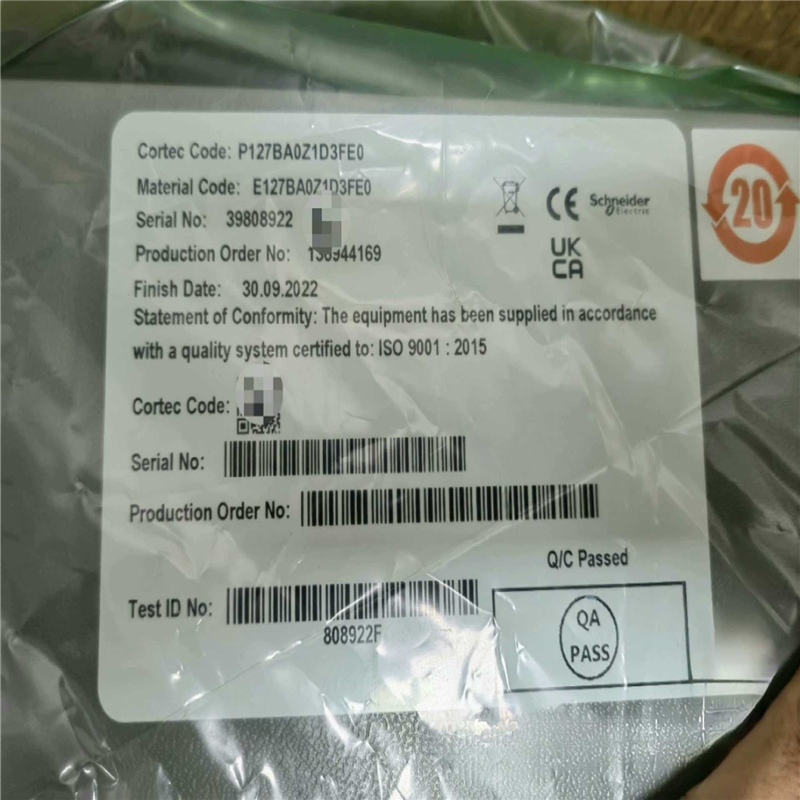 Cortec Code: P127BA0Z1D3FE0
Material Code: E127BA0Z1D3FE0
Serial No: 39808922
Production Order No:
Finish Date: 30.09.2022
Statement of Conformity: The equipment has been supplied in accordance
with a quality system certified to: ISO 9001 : 2015
CE
Schneider
Electric
UK
CA
20
Cortec Code:
Serial No:
Production Order No:
Q/C Passed
Test ID No:
808922F
QA
PASS